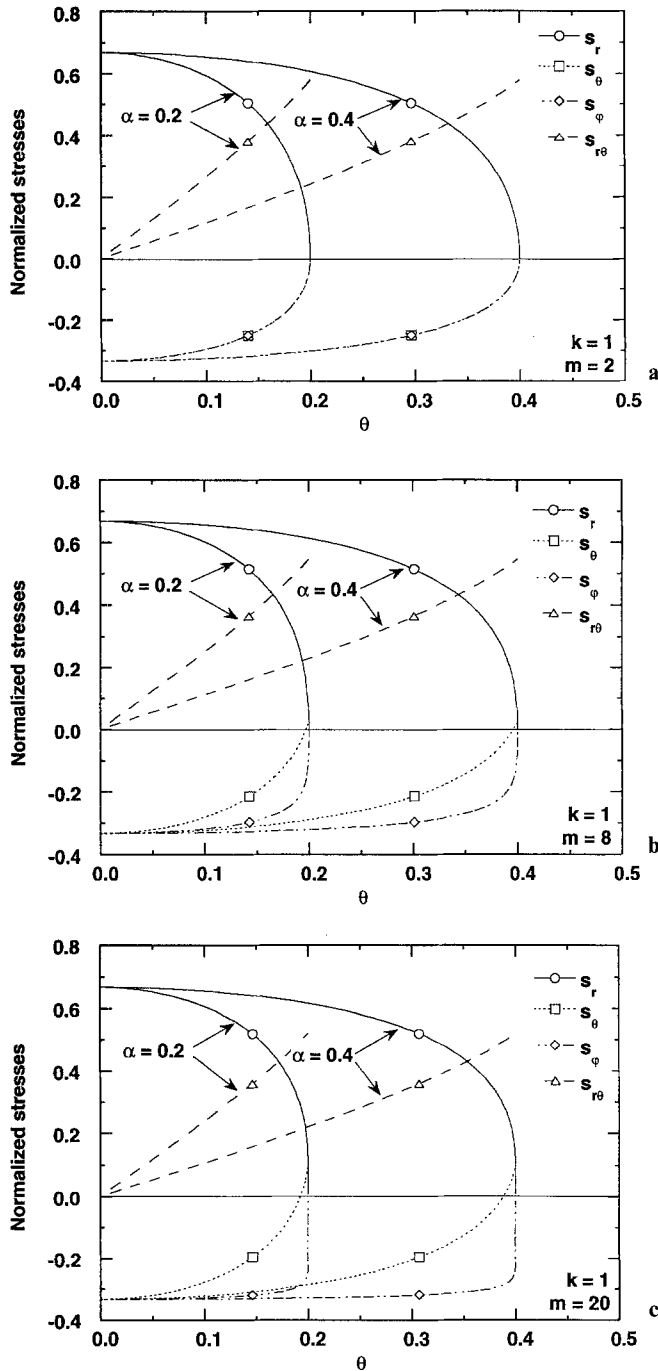 0.8
0.6
0.4
0.2
0.0
-0.2
-0.4
Normalized stresses
α = 0.2
α = 0.4
s_r
s_θ
s_φ
s_rθ
k = 1
m = 2
a
0.0 0.1 0.2 0.3 0.4 0.5
θ
0.8
0.6
0.4
0.2
0.0
-0.2
-0.4
Normalized stresses
α = 0.2
α = 0.4
s_r
s_θ
s_φ
s_rθ
k = 1
m = 8
b
0.0 0.1 0.2 0.3 0.4 0.5
θ
0.8
0.6
0.4
0.2
0.0
-0.2
-0.4
Normalized stresses
α = 0.2
α = 0.4
s_r
s_θ
s_φ
s_rθ
k = 1
m = 20
c
0.0 0.1 0.2 0.3 0.4 0.5
θ